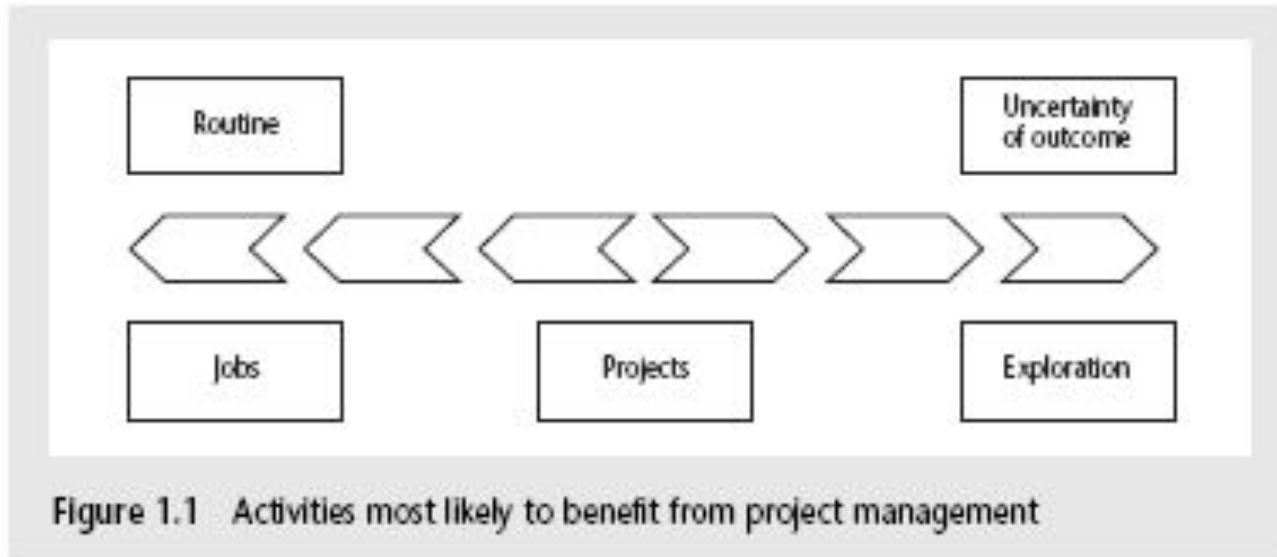 Routine
Uncertainty
of outcome
Jobs
Projects
Exploration
Figure 1.1 Activities most likely to benefit from project management